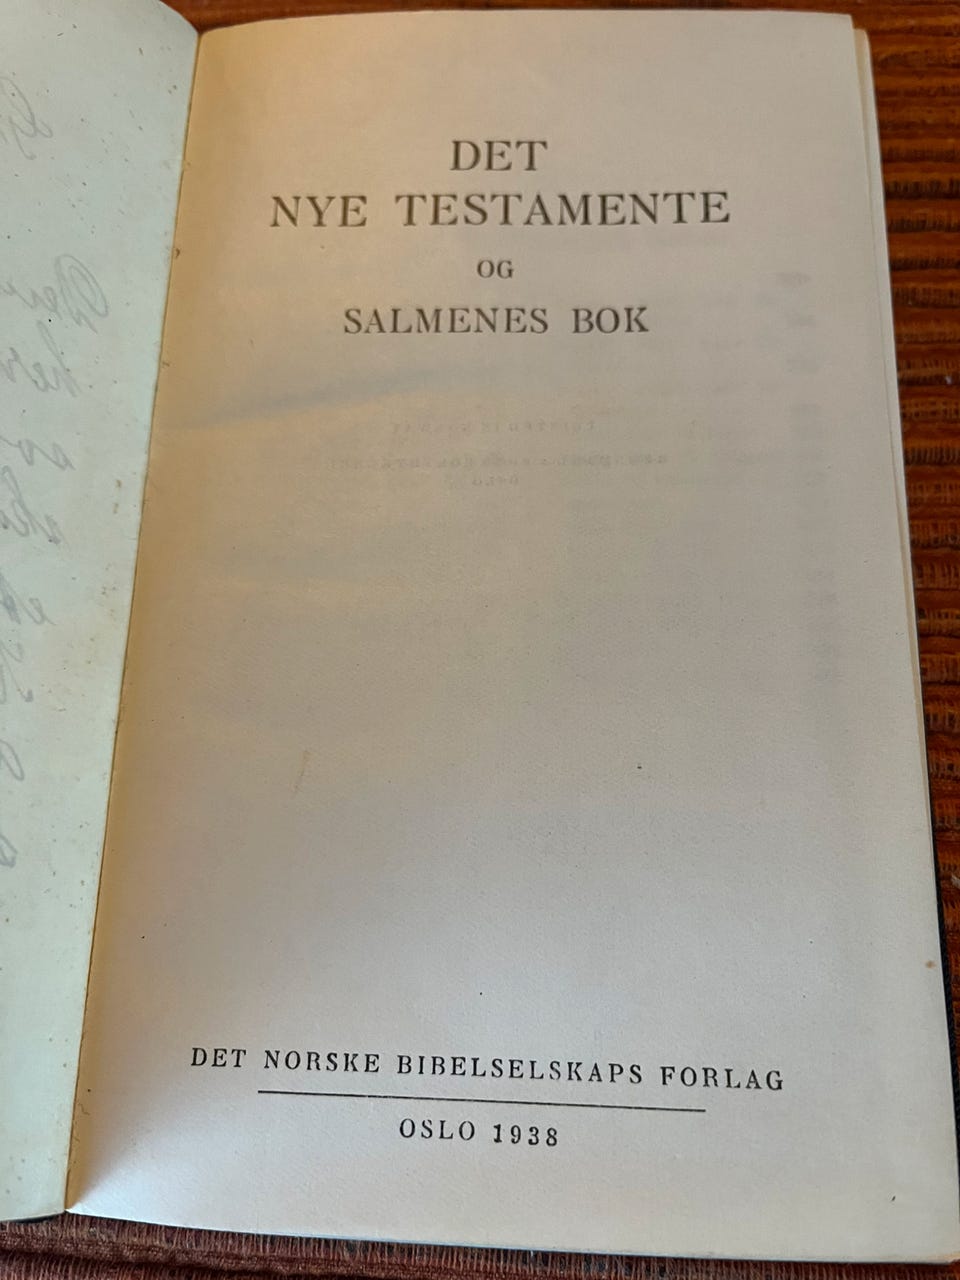 DET
NYE TESTAMENTE
OG
SALMENES BOK
DET NORSKE BIBELSELSKAPS FORLAG
OSLO 1938